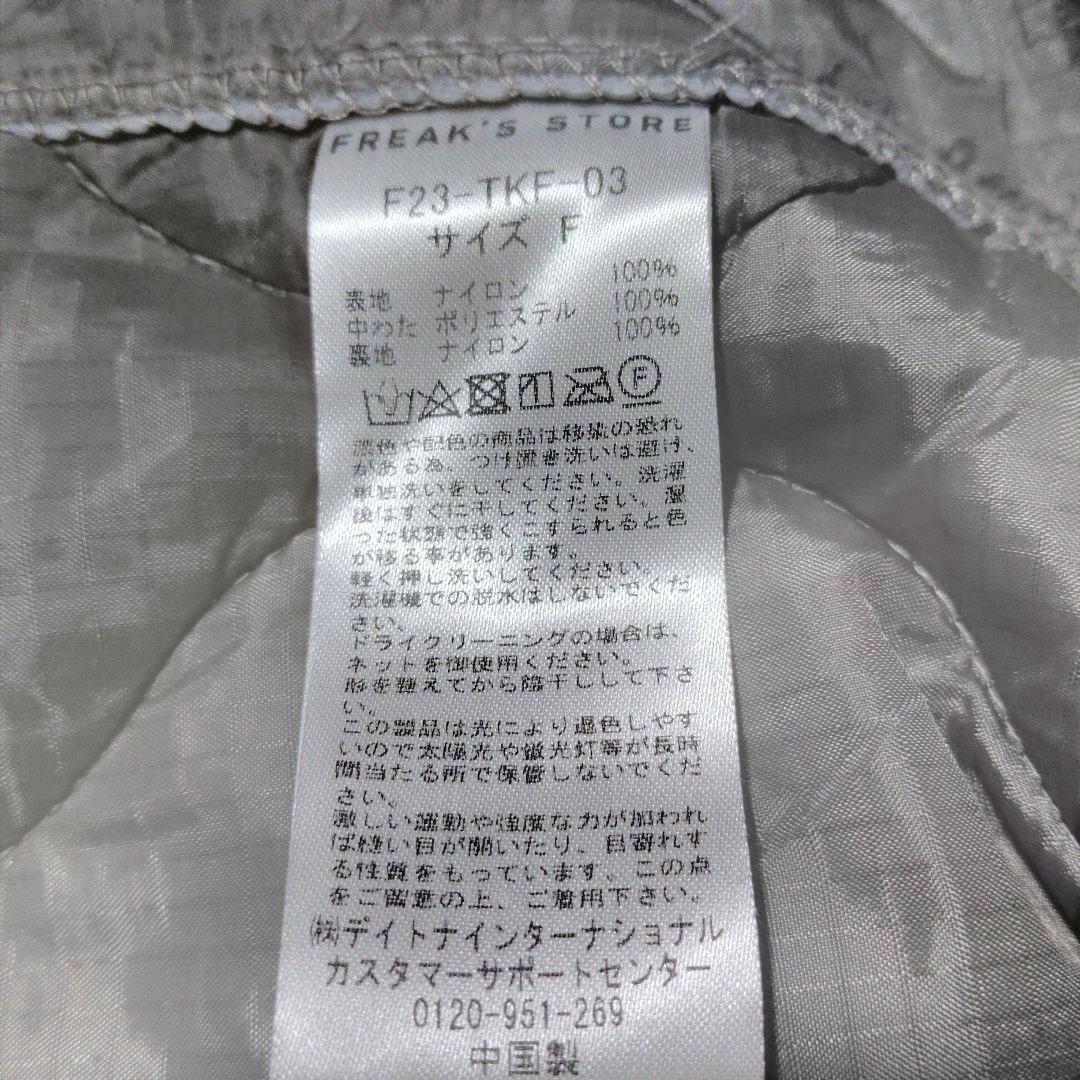 FREAK'S STORE
F23-TKF-03
サイズ F
表地 ナイロン 100%
中わた ポリエステル 100%
裏地 ナイロン 100%
F
濃色や配色の商品は移染の恐れ
がある為、つけ置き洗いは避け、
単独洗いをしてください。洗濯
後はすぐに干してください。湿
った状態で強くこすられると色
が移る事があります。
軽く押し洗いしてください。
洗濯機での脱水はしないでくだ
さい。
ドライクリーニングの場合は、
ネットを御使用ください。
形を整えてから陰干しして下さ
い。
この製品は光により退色しやす
いので太陽光や蛍光灯等が長時
間当たる所で保管しないでくだ
さい。
激しい運動や強度な力が加われ
ば縫い目が開いたり、目寄れす
る性質をもっています。この点
をご留意の上、ご着用下さい。
㈱デイトナインターナショナル
カスタマーサポートセンター
0120-951-269
中国製